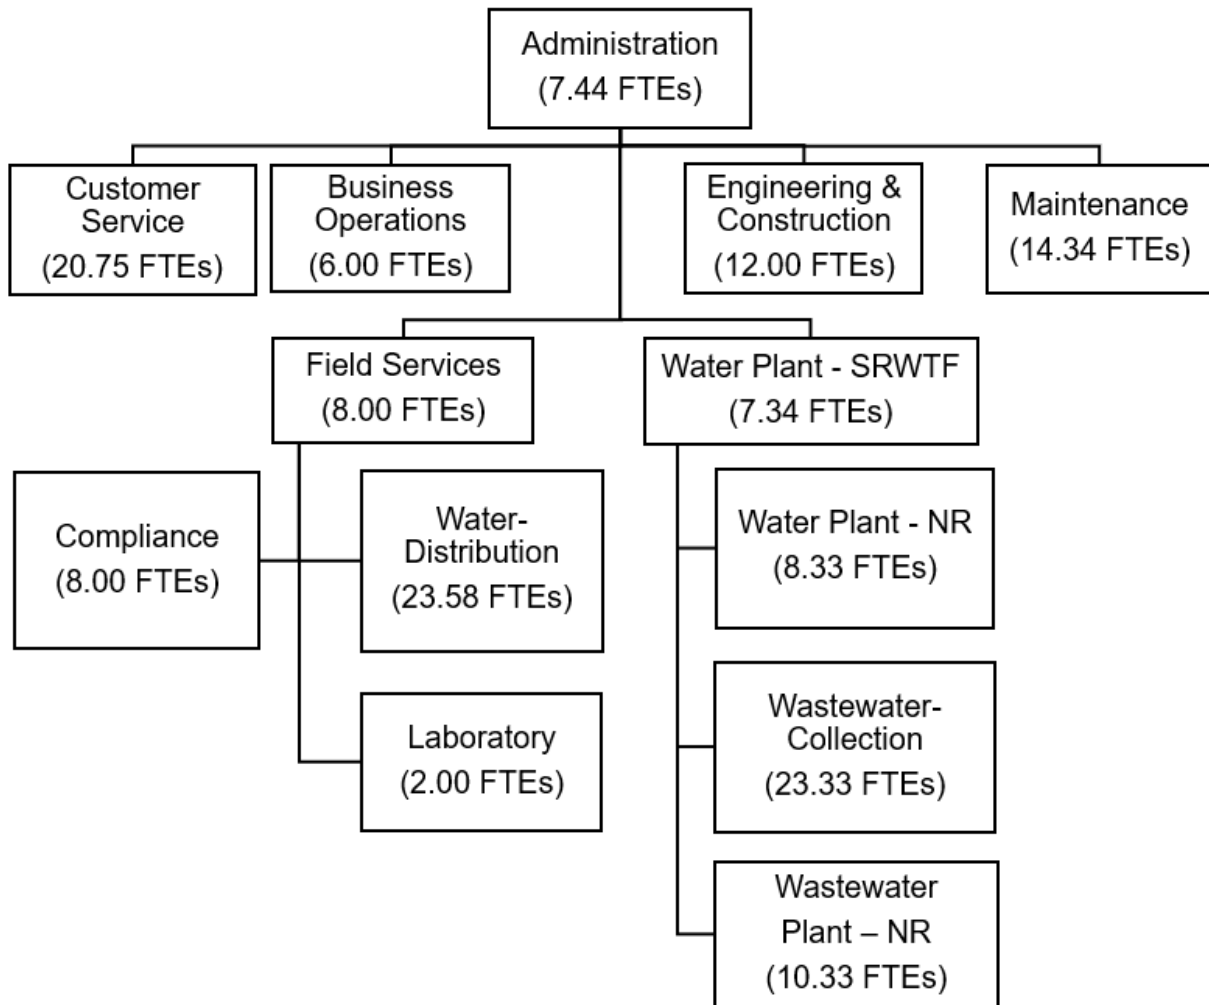 Administration
(7.44 FTEs)
Customer
Service
(20.75 FTEs)
Business
Operations
(6.00 FTEs)
Engineering &
Construction
(12.00 FTEs)
Maintenance
(14.34 FTEs)
Field Services
(8.00 FTEs)
Water Plant - SRWTF
(7.34 FTEs)
Compliance
(8.00 FTEs)
Water-
Distribution
(23.58 FTEs)
Laboratory
(2.00 FTEs)
Water Plant - NR
(8.33 FTEs)
Wastewater-
Collection
(23.33 FTEs)
Wastewater
Plant – NR
(10.33 FTEs)